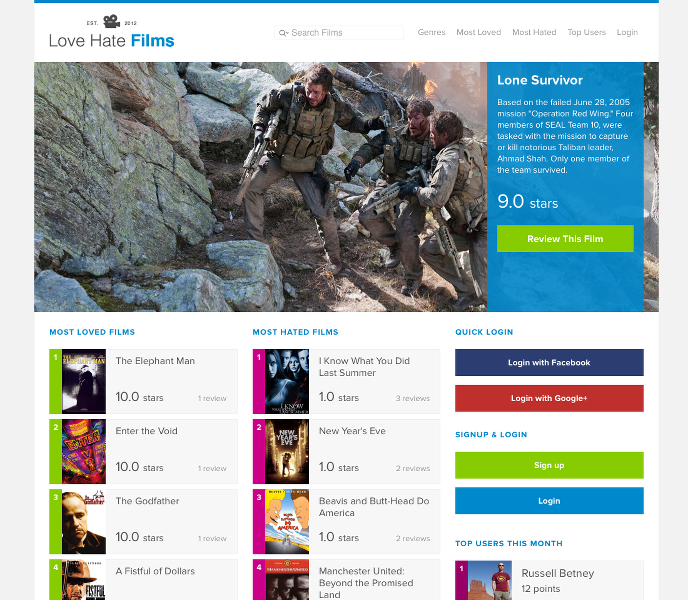 EST. 2012
Love Hate Films
Search Films
Genres Most Loved Most Hated Top Users Login
Lone Survivor
Based on the failed June 28, 2005
mission "Operation Red Wing." Four
members of SEAL Team 10, were
tasked with the mission to capture
or kill notorious Taliban leader,
Ahmad Shah. Only one member of
the team survived.
9.0 stars
Review This Film
MOST LOVED FILMS
1
The Elephant Man
10.0 stars
1 review
2
Enter the Void
10.0 stars
1 review
3
The Godfather
10.0 stars
1 review
4
A Fistful of Dollars
MOST HATED FILMS
1
I KNOW
I Know What You Did
Last Summer
1.0 stars
3 reviews
2
NEW
YEAR'S
EVE
New Year's Eve
1.0 stars
2 reviews
3
Beavis and Butt-Head Do
America
1.0 stars
2 reviews
4
Manchester United:
Beyond the Promised
Land
QUICK LOGIN
Login with Facebook
Login with Google+
SIGNUP & LOGIN
Sign up
Login
TOP USERS THIS MONTH
1
Russell Betney
12 points